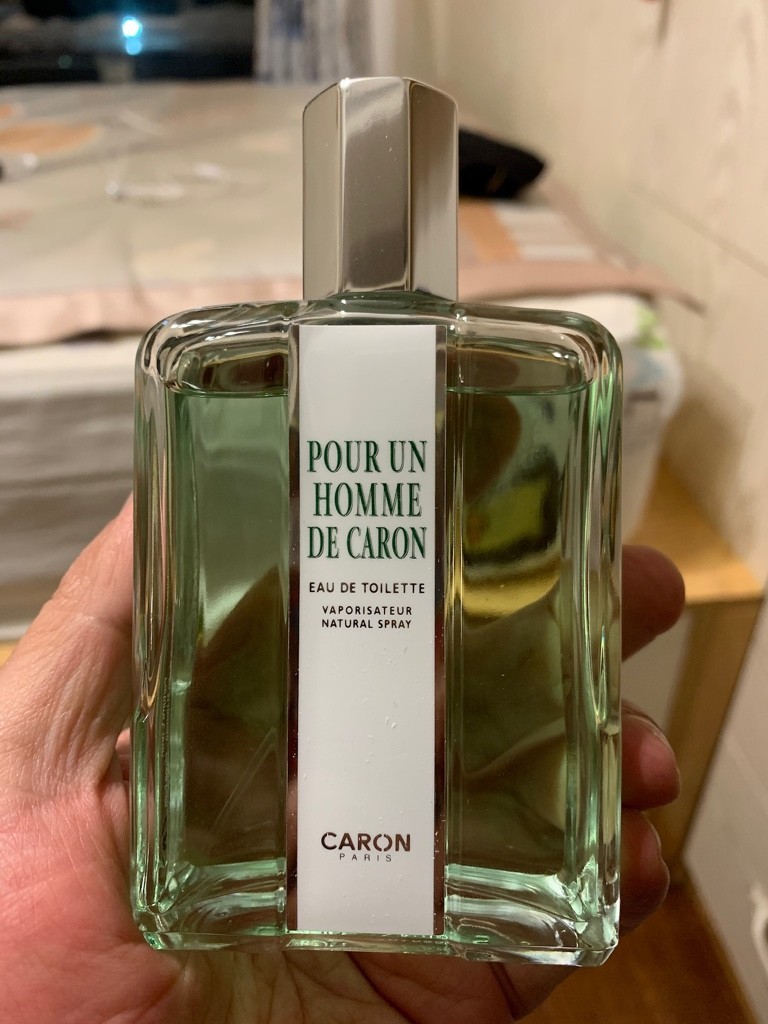 POUR UN
HOMME
DE CARON
EAU DE TOILETTE
VAPORISATEUR
NATURAL SPRAY
CARON
PARIS